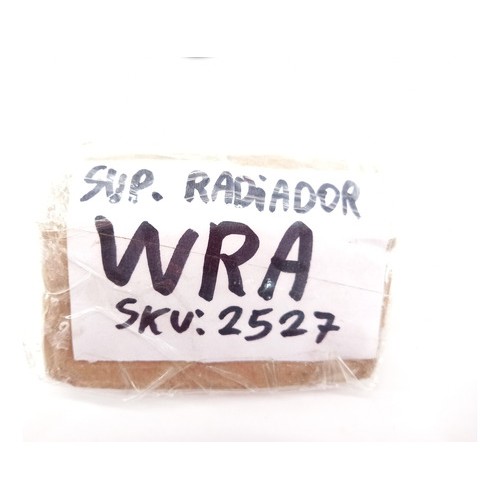 SUP. RADiADOR
WRA
SKU: 2527